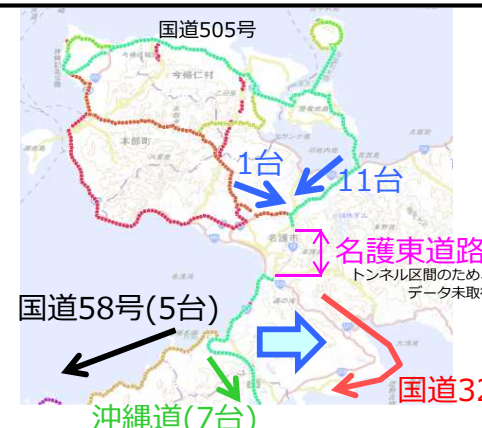 国道505号
今帰仁村
本部町
1台
11台
名護市
名護東道路
トンネル区間のため
データ未取
国道58号(5台)
国道32
沖縄道(7台)